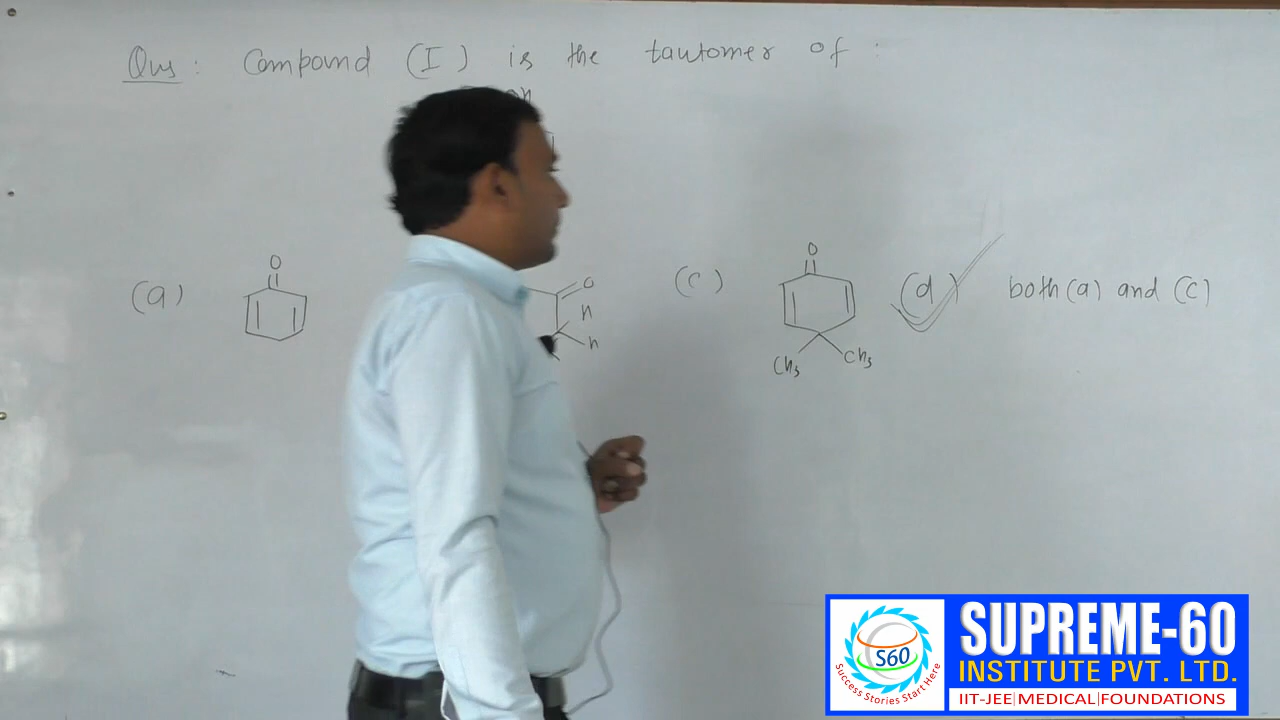 Qus : Compound (I) is the tautomer of :
OH
(a)
O
O
H
H
(c)
O
CH3
CH3
(d) both (a) and (c)
S60
Success Stories Start Here
SUPREME-60
INSTITUTE PVT. LTD.
IIT-JEE|MEDICAL|FOUNDATIONS